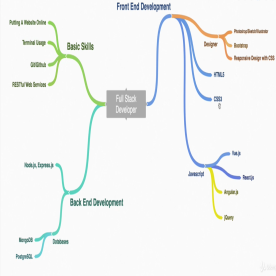 Front End Development
Putting A Website Online
Terminal Usage
Basic Skills
Git/Github
RESTful Web Services
Full Stack
Developer
Designer
Photoshop/Sketch/Illustrator
Bootstrap
Responsive Design with CSS
HTML5
CSS3
Javascript
Vue.js
React.js
Angular.js
jQuery
Node.js, Express.js
Back End Development
MongoDB
Databases
PostgreSQL